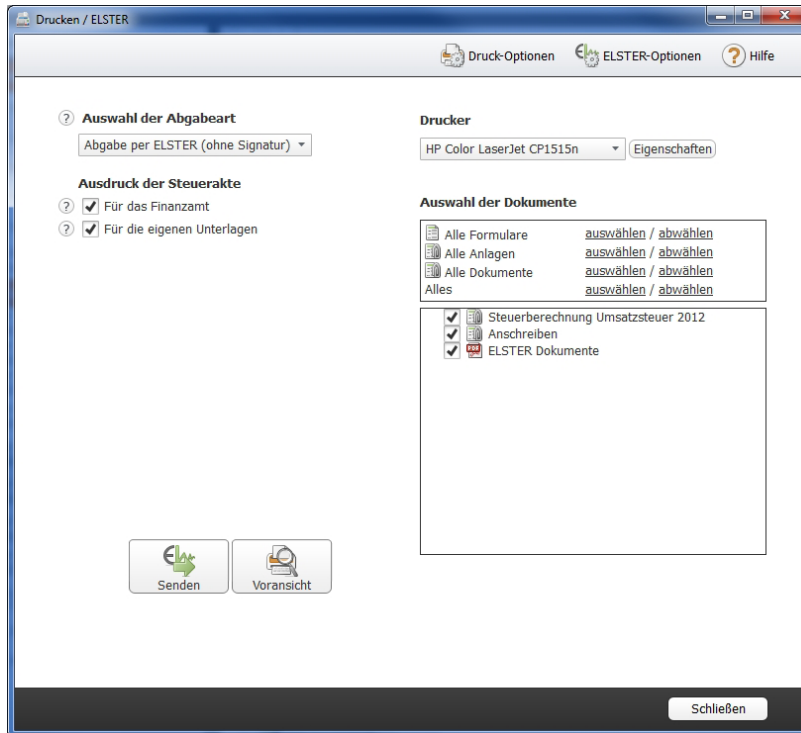 Drucken / ELSTER
Druck-Optionen
ELSTER-Optionen
? Hilfe
? Auswahl der Abgabeart
Abgabe per ELSTER (ohne Signatur)
Ausdruck der Steuerakte
? Für das Finanzamt
? Für die eigenen Unterlagen
Senden
Voransicht
Drucker
HP Color LaserJet CP1515n
Eigenschaften
Auswahl der Dokumente
Alle Formulare auswählen / abwählen
Alle Anlagen auswählen / abwählen
Alle Dokumente auswählen / abwählen
Alles auswählen / abwählen
Steuerberechnung Umsatzsteuer 2012
Anschreiben
PDF ELSTER Dokumente
Schließen